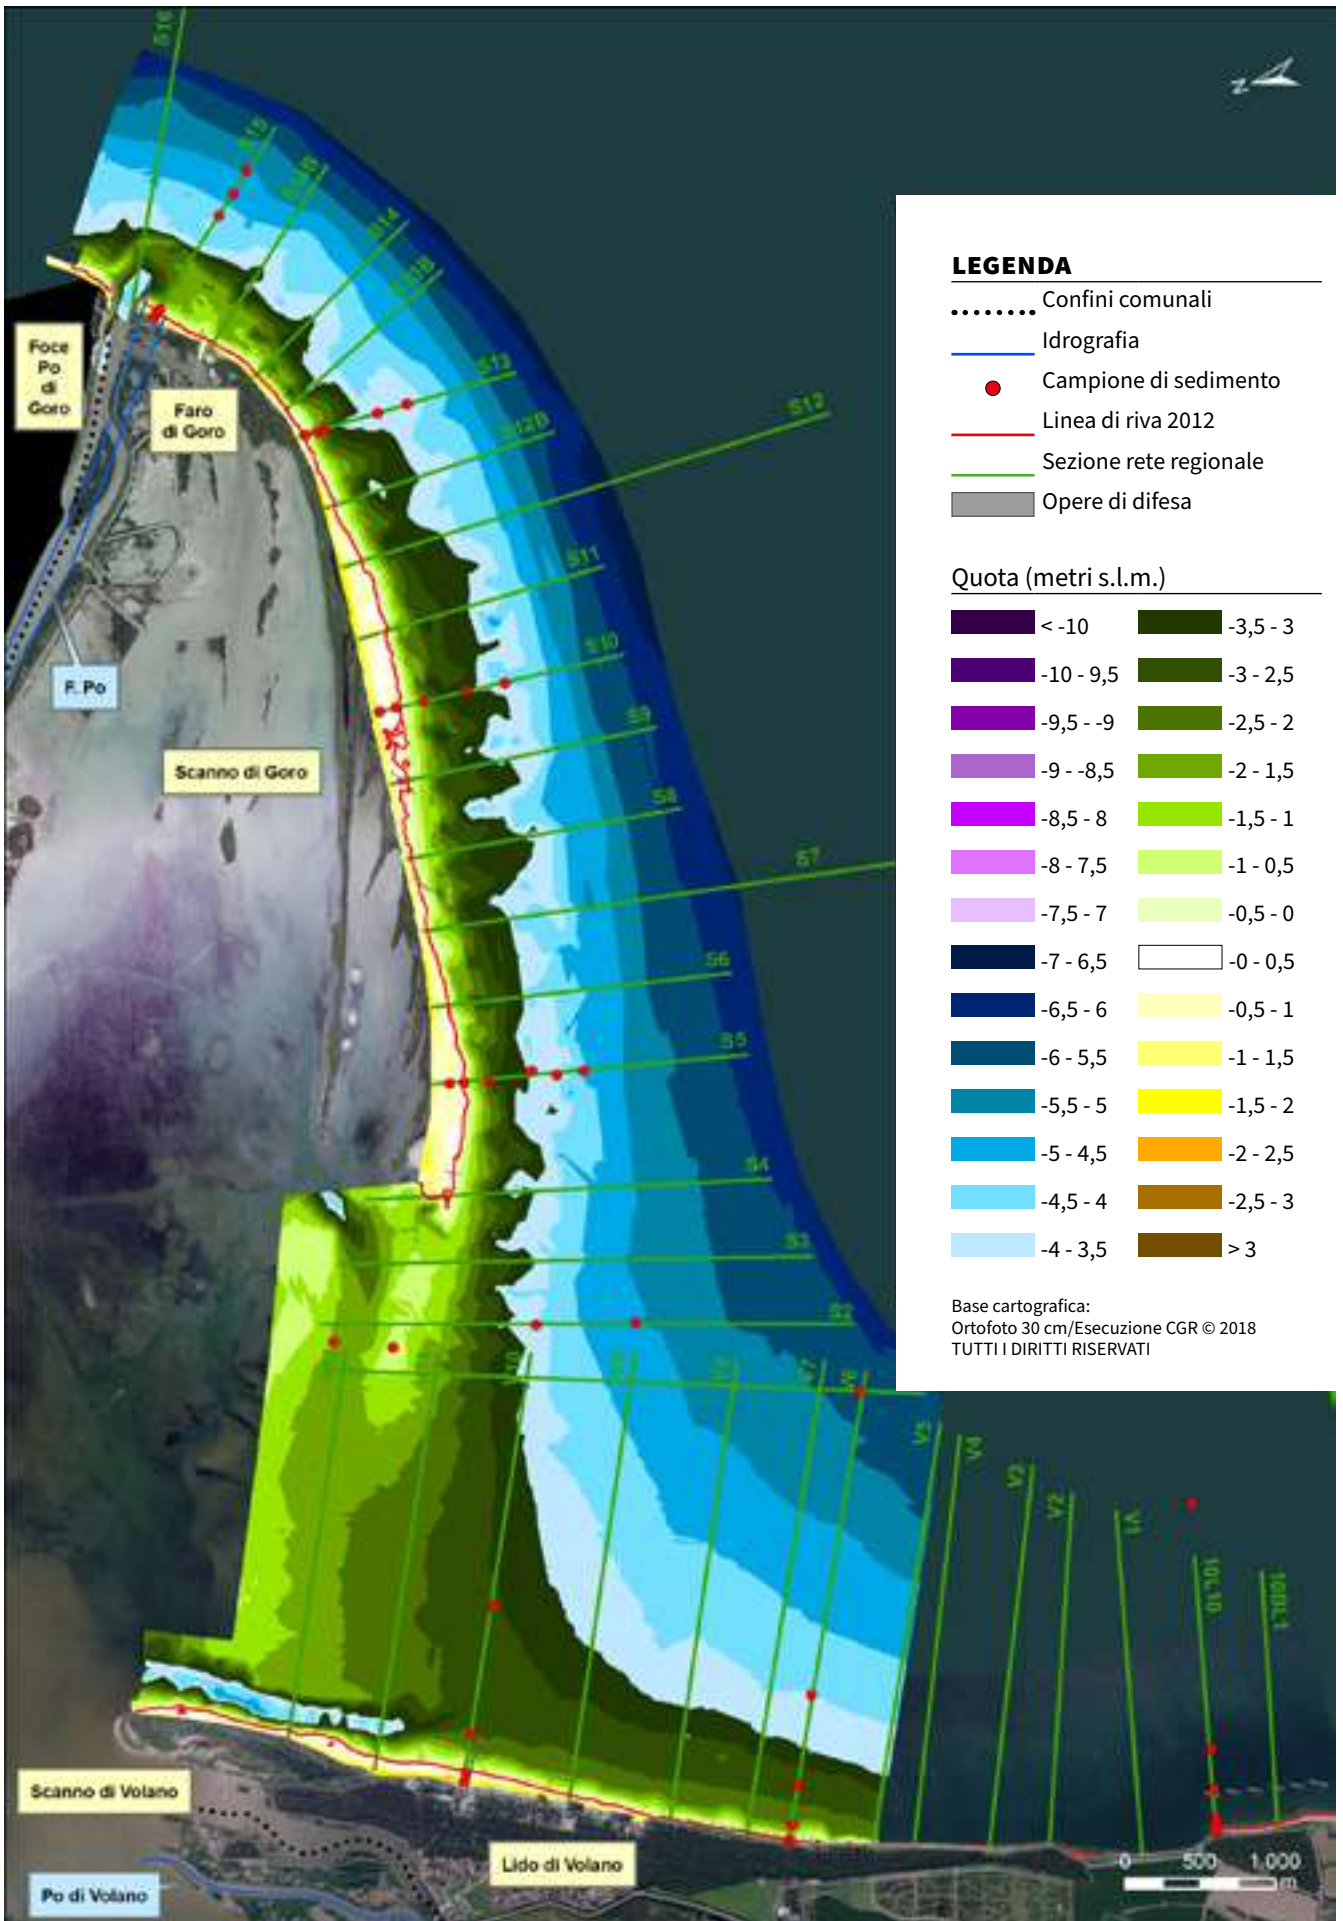 S16
N
S15
S14
S13
S12B
S12
S11
S10
S9
S8
S7
S6
S5
S4
S3
S2
Foce
Po
di
Goro
Faro
di Goro
F. Po
Scanno di Goro
LEGENDA
Confini comunali
Idrografia
Campione di sedimento
Linea di riva 2012
Sezione rete regionale
Opere di difesa
Quota (metri s.l.m.)
< -10
-10 - 9,5
-9,5 - -9
-9 - -8,5
-8,5 - 8
-8 - 7,5
-7,5 - 7
-7 - 6,5
-6,5 - 6
-6 - 5,5
-5,5 - 5
-5 - 4,5
-4,5 - 4
-4 - 3,5
-3,5 - 3
-3 - 2,5
-2,5 - 2
-2 - 1,5
-1,5 - 1
-1 - 0,5
-0,5 - 0
-0 - 0,5
-0,5 - 1
-1 - 1,5
-1,5 - 2
-2 - 2,5
-2,5 - 3
> 3
Base cartografica:
Ortofoto 30 cm/Esecuzione CGR © 2018
TUTTI I DIRITTI RISERVATI
V7
V6
V4
V2
V1
Scanno di Volano
Lido di Volano
Po di Volano
0 500 1.000
m